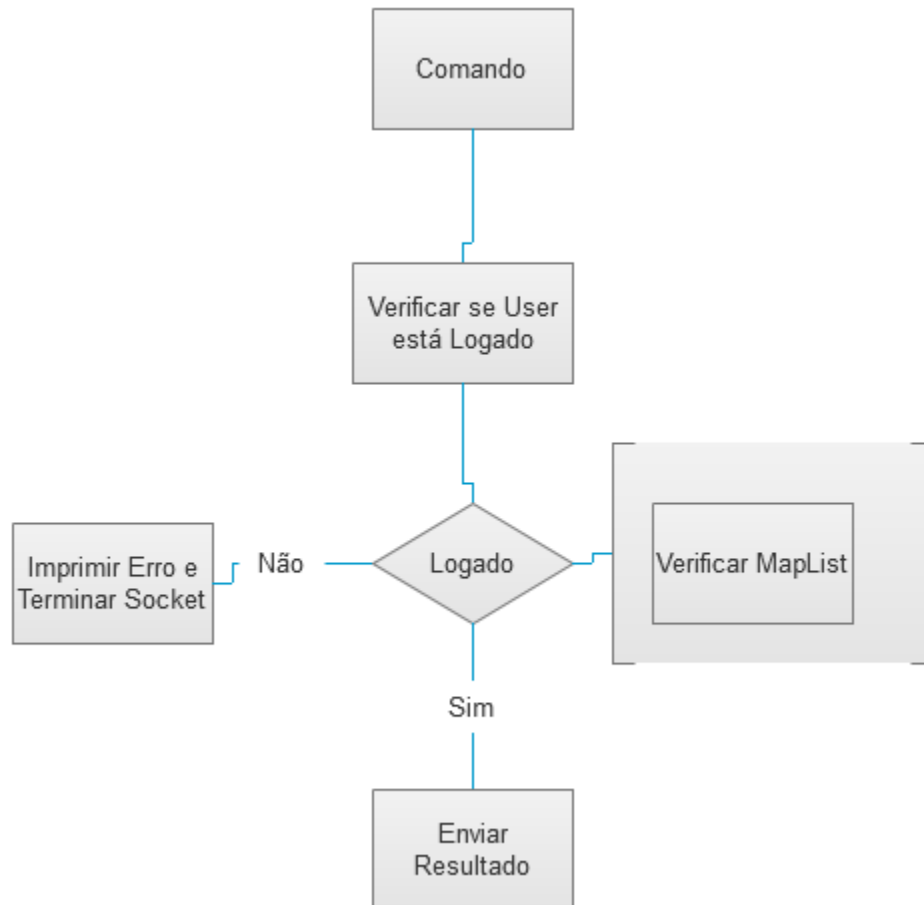 Comando
Verificar se User
está Logado
Imprimir Erro e
Terminar Socket
Não
Logado
Verificar MapList
Sim
Enviar
Resultado